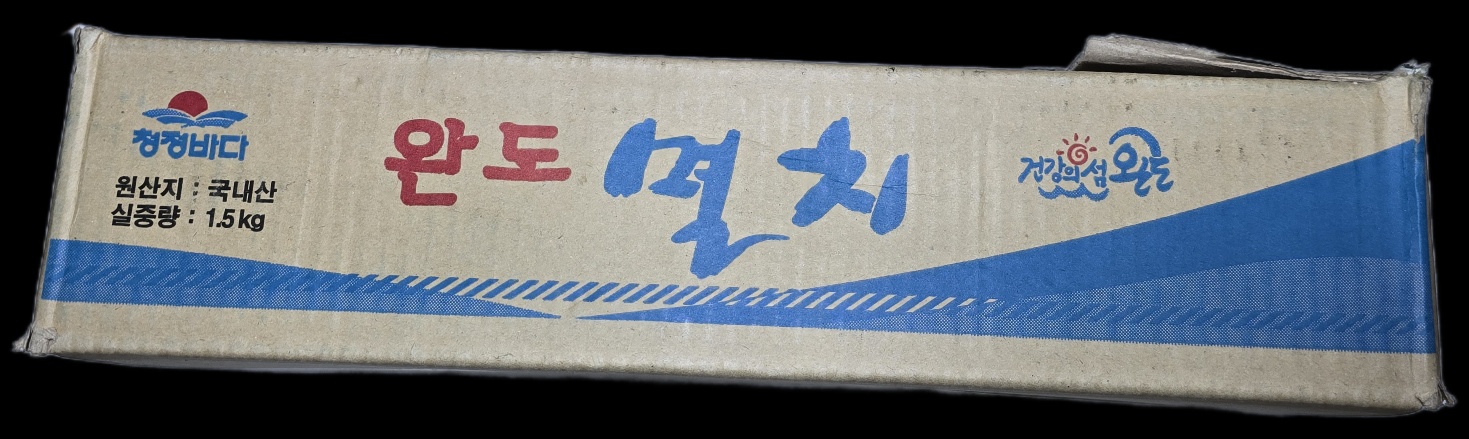 청정바다
원산지 : 국내산
실중량 : 1.5kg
완도 멸치
건강의 섬 완도